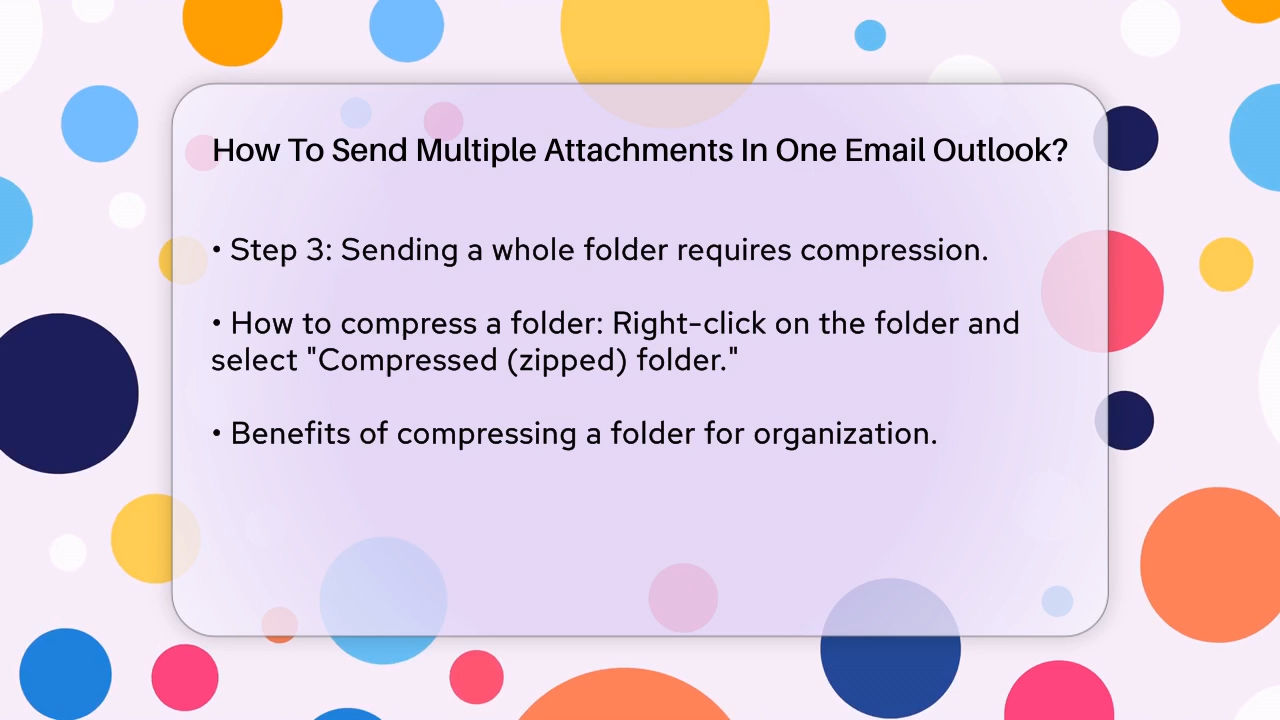 How To Send Multiple Attachments In One Email Outlook?
• Step 3: Sending a whole folder requires compression.
• How to compress a folder: Right-click on the folder and
select "Compressed (zipped) folder."
• Benefits of compressing a folder for organization.